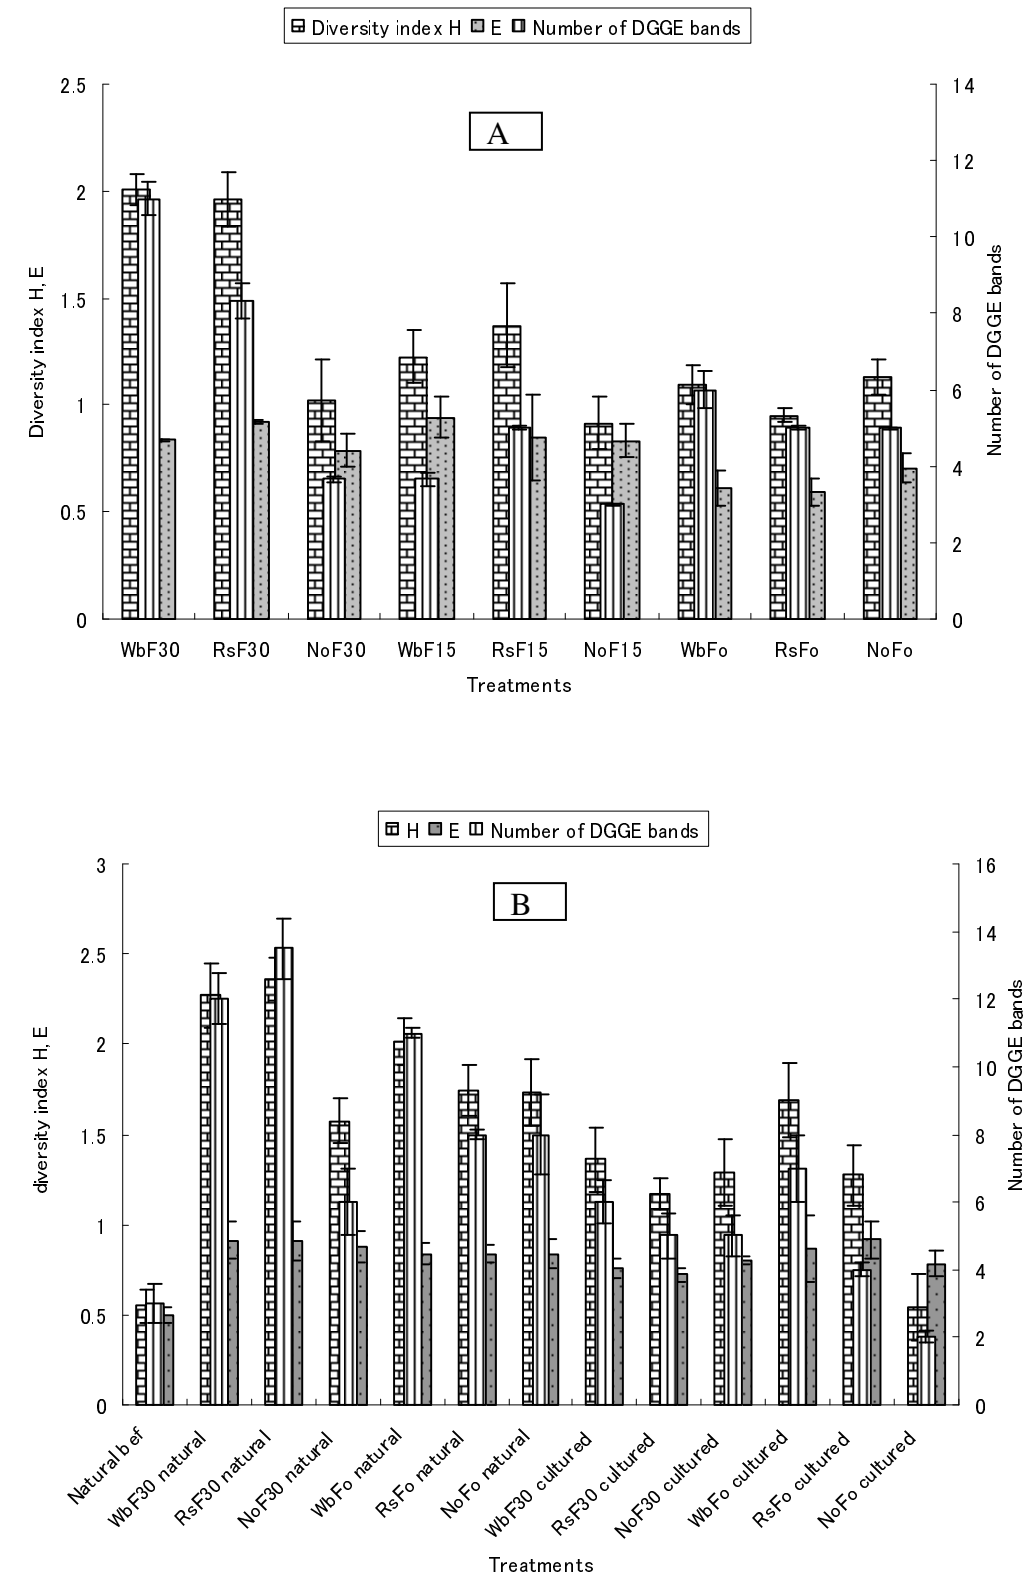 Diversity index H E Number of DGGE bands
A
Diversity index H, E
2.5
2
1.5
1
0.5
0
14
12
10
8
6
4
2
0
Number of DGGE bands
WbF30 RsF30 NoF30 WbF15 RsF15 NoF15 WbFo RsFo NoFo
Treatments
H E Number of DGGE bands
B
diversity index H, E
3
2.5
2
1.5
1
0.5
0
16
14
12
10
8
6
4
2
0
Number of DGGE bands
Natural bef
WbF30 natural
RsF30 natural
NoF30 natural
WbFo natural
RsFo natural
NoFo natural
WbF30 cultured
RsF30 cultured
NoF30 cultured
WbFo cultured
RsFo cultured
NoFo cultured
Treatments